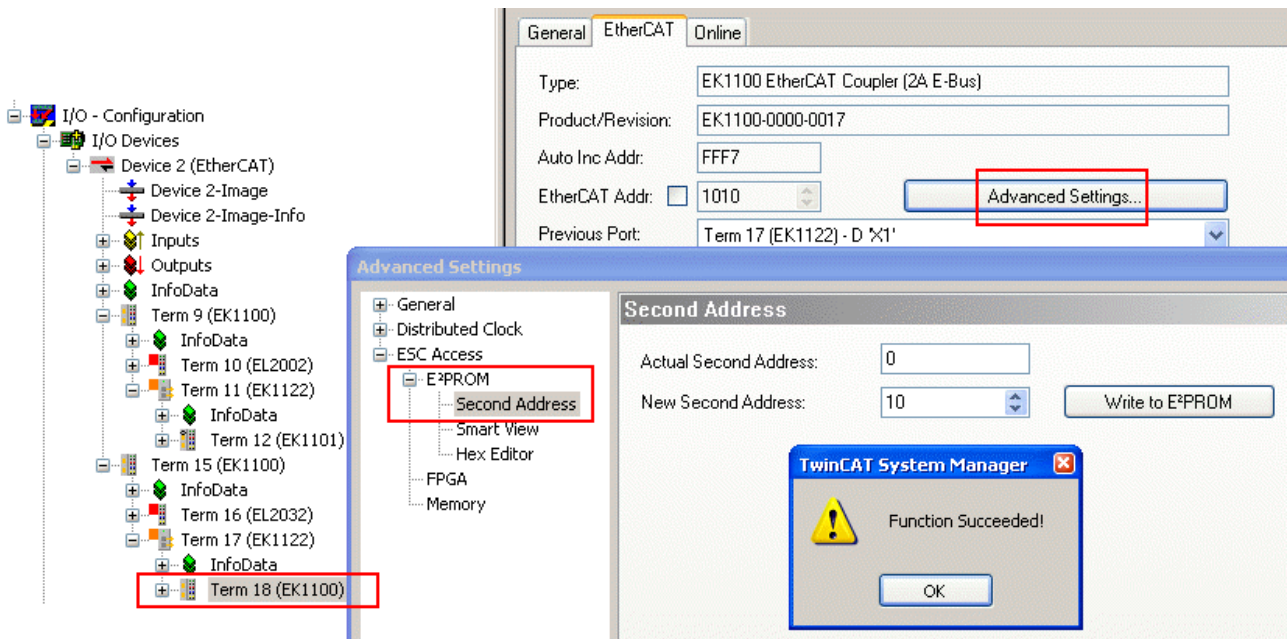 I/O - Configuration
I/O Devices
Device 2 (EtherCAT)
Device 2-Image
Device 2-Image-Info
Inputs
Outputs
InfoData
Term 9 (EK1100)
InfoData
Term 10 (EL2002)
Term 11 (EK1122)
InfoData
Term 12 (EK1101)
Term 15 (EK1100)
InfoData
Term 16 (EL2032)
Term 17 (EK1122)
InfoData
Term 18 (EK1100)
General EtherCAT Online
Type: EK1100 EtherCAT Coupler (2A E-Bus)
Product/Revision: EK1100-0000-0017
Auto Inc Addr: FFF7
EtherCAT Addr: 1010 Advanced Settings...
Previous Port: Term 17 (EK1122) - D 'X1'
Advanced Settings
General
Distributed Clock
ESC Access
E²PROM
Second Address
Smart View
Hex Editor
FPGA
Memory
Second Address
Actual Second Address: 0
New Second Address: 10 Write to E²PROM
TwinCAT System Manager
Function Succeeded!
OK